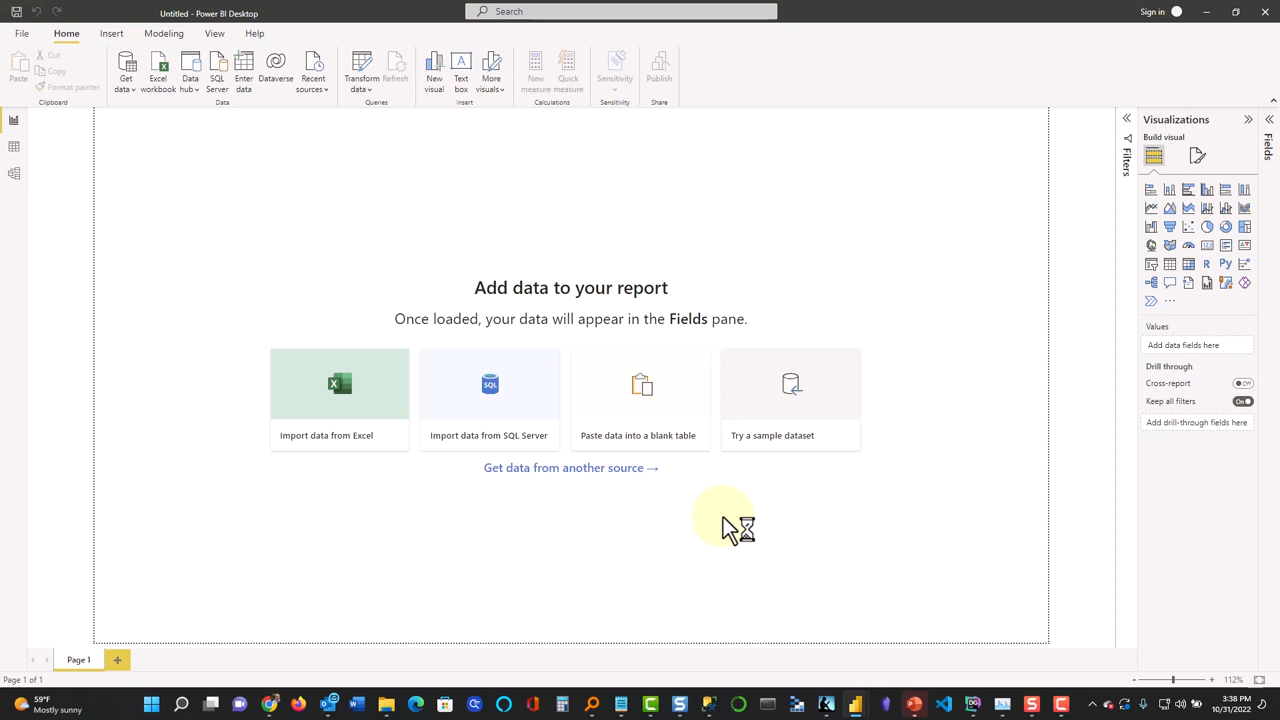 Untitled - Power BI Desktop
Search
Sign in
File
Home
Insert
Modeling
View
Help
Paste
Cut
Copy
Format painter
Get data
Excel workbook
Data hub
SQL Server
Enter data
Dataverse
Recent sources
Transform data
Refresh
New visual
Text box
More visuals
New measure
Quick measure
Sensitivity
Publish
Clipboard
Data
Queries
Insert
Calculations
Sensitivity
Share
Filters
Visualizations
Fields
Build visual
R
Py
123
Values
Add data fields here
Drill through
Cross-report
Off
Keep all filters
On
Add drill-through fields here
Add data to your report
Once loaded, your data will appear in the Fields pane.
SQL
Import data from Excel
Import data from SQL Server
Paste data into a blank table
Try a sample dataset
Get data from another source →
Page 1
Page 1 of 1
112%
59°F
Mostly sunny
3:38 PM
10/31/2022